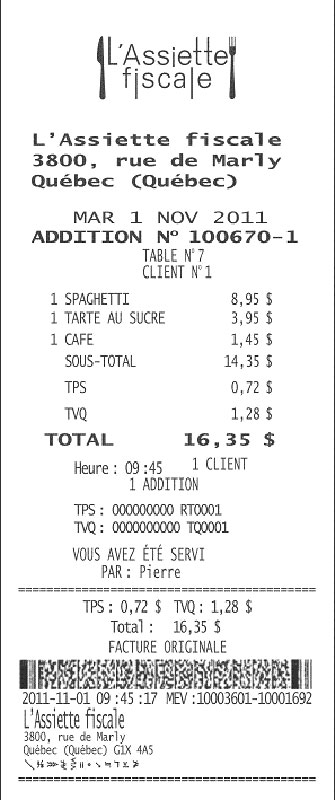 L'Assiette
fiscale
L'Assiette fiscale
3800, rue de Marly
Québec (Québec)
MAR 1 NOV 2011
ADDITION Nº 100670-1
TABLE N°7
CLIENT N°1
1 SPAGHETTI 8,95 $
1 TARTE AU SUCRE 3,95 $
1 CAFE 1,45 $
SOUS-TOTAL 14,35 $
TPS 0,72 $
TVQ 1,28 $
TOTAL 16,35 $
Heure : 09 :45 1 CLIENT
1 ADDITION
TPS : 000000000 RT0001
TVQ : 0000000000 TQ0001
VOUS AVEZ ÉTÉ SERVI
PAR : Pierre
TPS : 0,72 $ TVQ : 1,28 $
Total : 16,35 $
FACTURE ORIGINALE
2011-11-01 09 :45 :17 MEV :10003601-10001692
L'Assiette fiscale
3800, rue de Marly
Québec (Québec) G1X 4A5